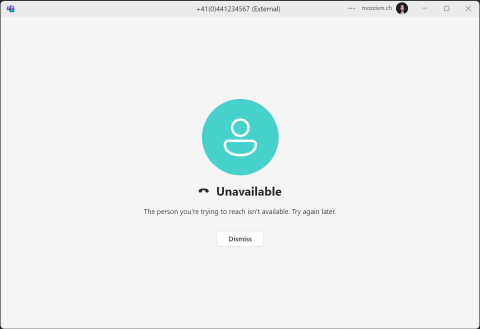 +41(0)441234567 (External)
mozzism.ch
Unavailable
The person you're trying to reach isn't available. Try again later.
Dismiss